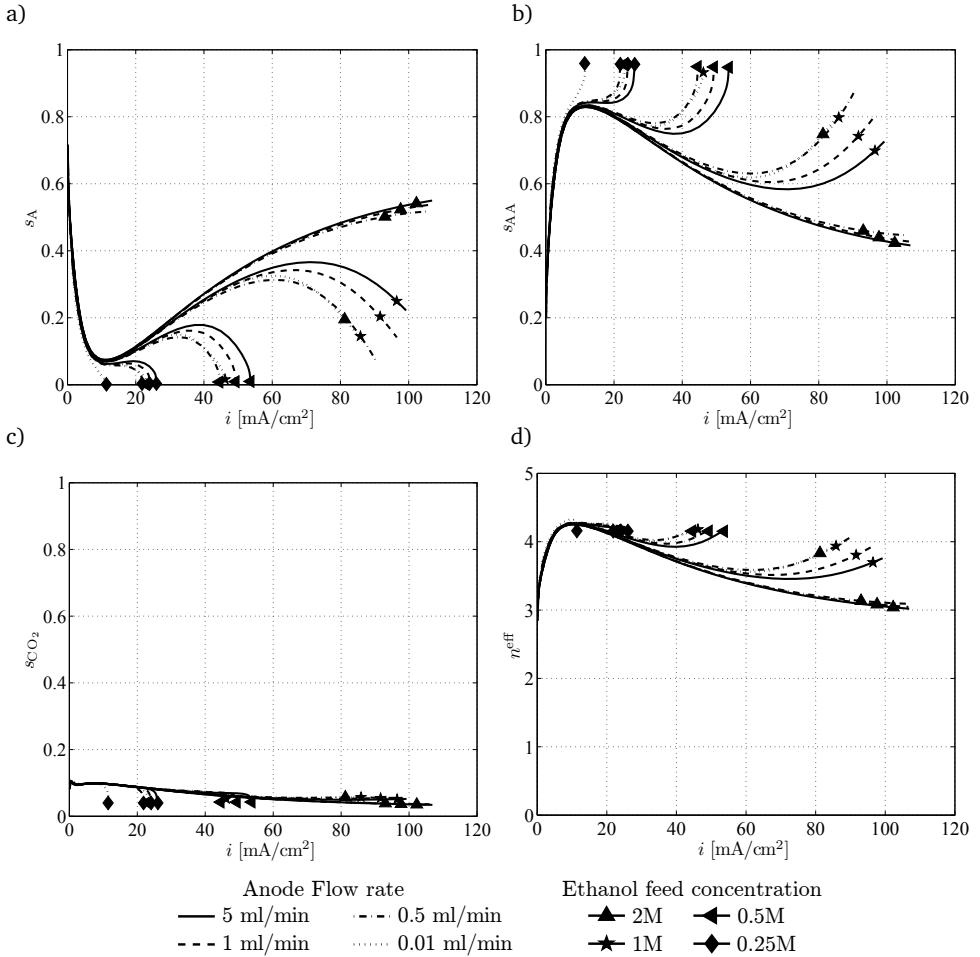 a)
b)
1
0.8
0.6
0.4
0.2
0
s_A
0 20 40 60 80 100 120
i [mA/cm²]
1
0.8
0.6
0.4
0.2
0
s_AA
0 20 40 60 80 100 120
i [mA/cm²]
c)
d)
1
0.8
0.6
0.4
0.2
0
s_CO₂
0 20 40 60 80 100 120
i [mA/cm²]
5
4
3
2
1
0
n^eff
0 20 40 60 80 100 120
i [mA/cm²]
Anode Flow rate
5 ml/min
0.5 ml/min
1 ml/min
0.01 ml/min
Ethanol feed concentration
2M
0.5M
1M
0.25M